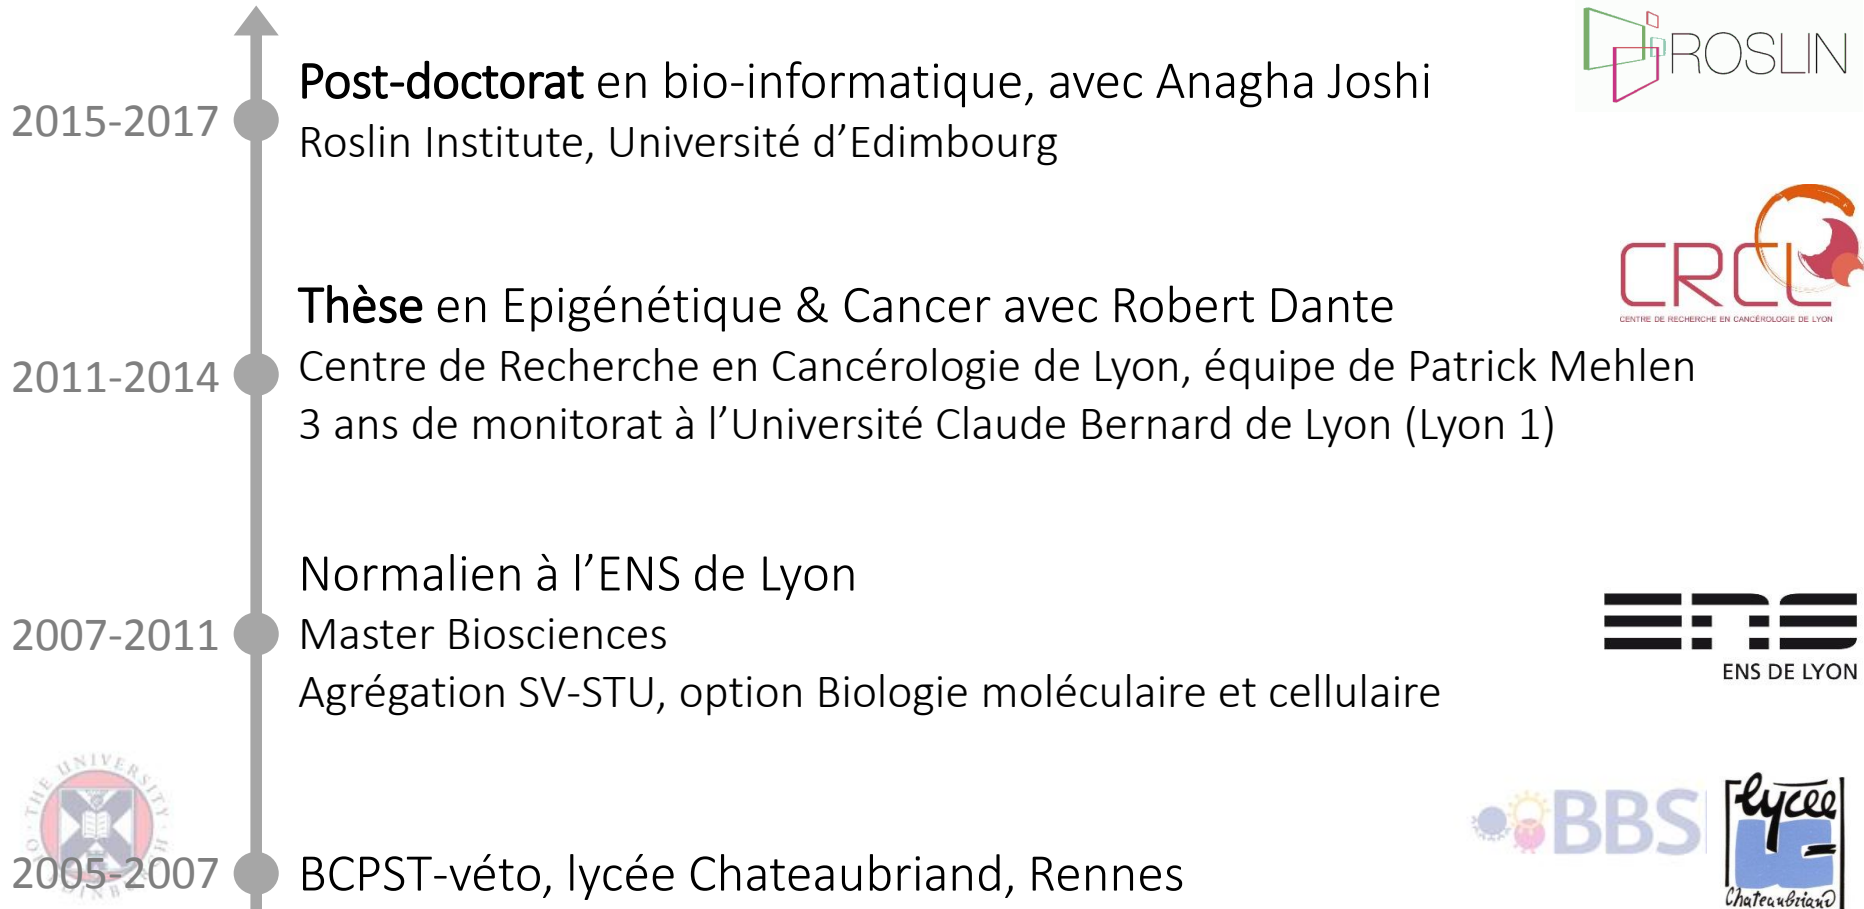 ROSLIN
Post-doctorat en bio-informatique, avec Anagha Joshi
2015-2017
Roslin Institute, Université d’Edimbourg
CRCL
CENTRE DE RECHERCHE EN CANCÉROLOGIE DE LYON
Thèse en Epigénétique & Cancer avec Robert Dante
2011-2014
Centre de Recherche en Cancérologie de Lyon, équipe de Patrick Mehlen
3 ans de monitorat à l’Université Claude Bernard de Lyon (Lyon 1)
Normalien à l’ENS de Lyon
2007-2011
Master Biosciences
ENS
ENS DE LYON
Agrégation SV-STU, option Biologie moléculaire et cellulaire
THE UNIVERSITY
BBS
lycée
Chateaubriand
2005-2007
BCPST-véto, lycée Chateaubriand, Rennes